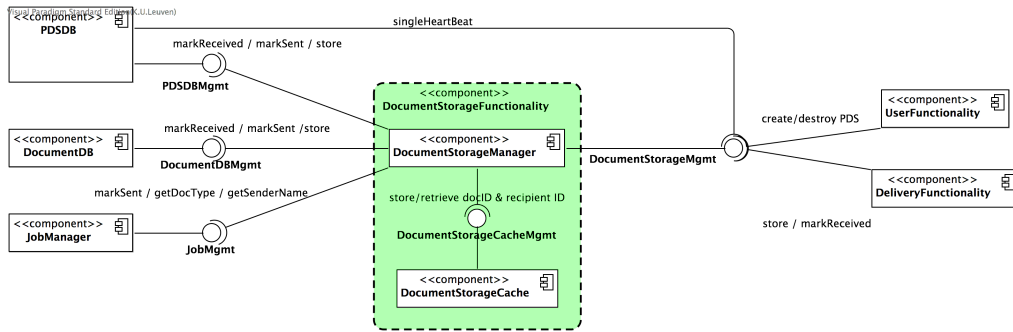 Visual Paradigm Standard Edition(K.U.Leuven)
<<component>>
PDSDB
singleHeartBeat
markReceived / markSent / store
PDSDBMgmt
<<component>>
DocumentStorageFunctionality
<<component>>
UserFunctionality
create/destroy PDS
markReceived / markSent /store
<<component>>
DocumentDB
DocumentDBMgmt
<<component>>
DocumentStorageManager
DocumentStorageMgmt
<<component>>
DeliveryFunctionality
markSent / getDocType / getSenderName
store/retrieve docID & recipient ID
store / markReceived
<<component>>
JobManager
JobMgmt
DocumentStorageCacheMgmt
<<component>>
DocumentStorageCache